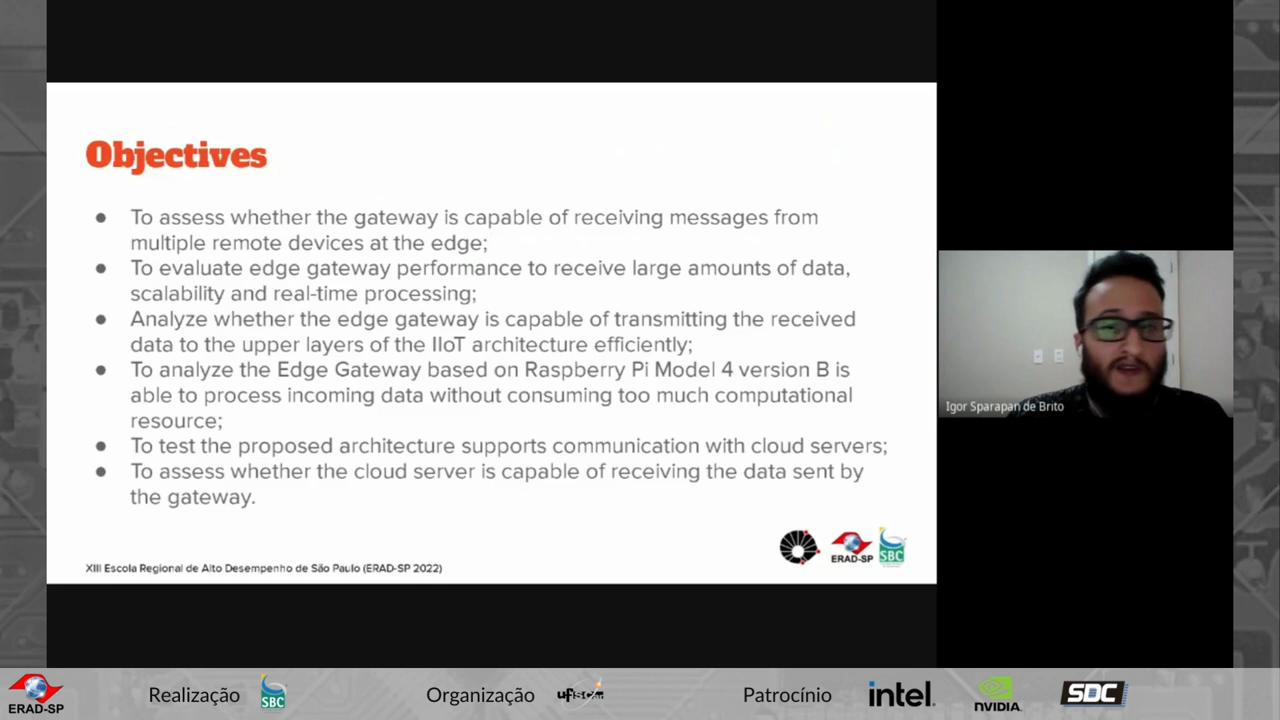 Objectives
● To assess whether the gateway is capable of receiving messages from
multiple remote devices at the edge;
● To evaluate edge gateway performance to receive large amounts of data,
scalability and real-time processing;
● Analyze whether the edge gateway is capable of transmitting the received
data to the upper layers of the IIoT architecture efficiently;
● To analyze the Edge Gateway based on Raspberry Pi Model 4 version B is
able to process incoming data without consuming too much computational
resource;
● To test the proposed architecture supports communication with cloud servers;
● To assess whether the cloud server is capable of receiving the data sent by
the gateway.
ERAD-SP
SBC
XIII Escola Regional de Alto Desempenho de São Paulo (ERAD-SP 2022)
Igor Sparapan de Brito
ERAD-SP
Realização
SBC
Organização
ufscar
Patrocínio
intel.
NVIDIA.
SDC